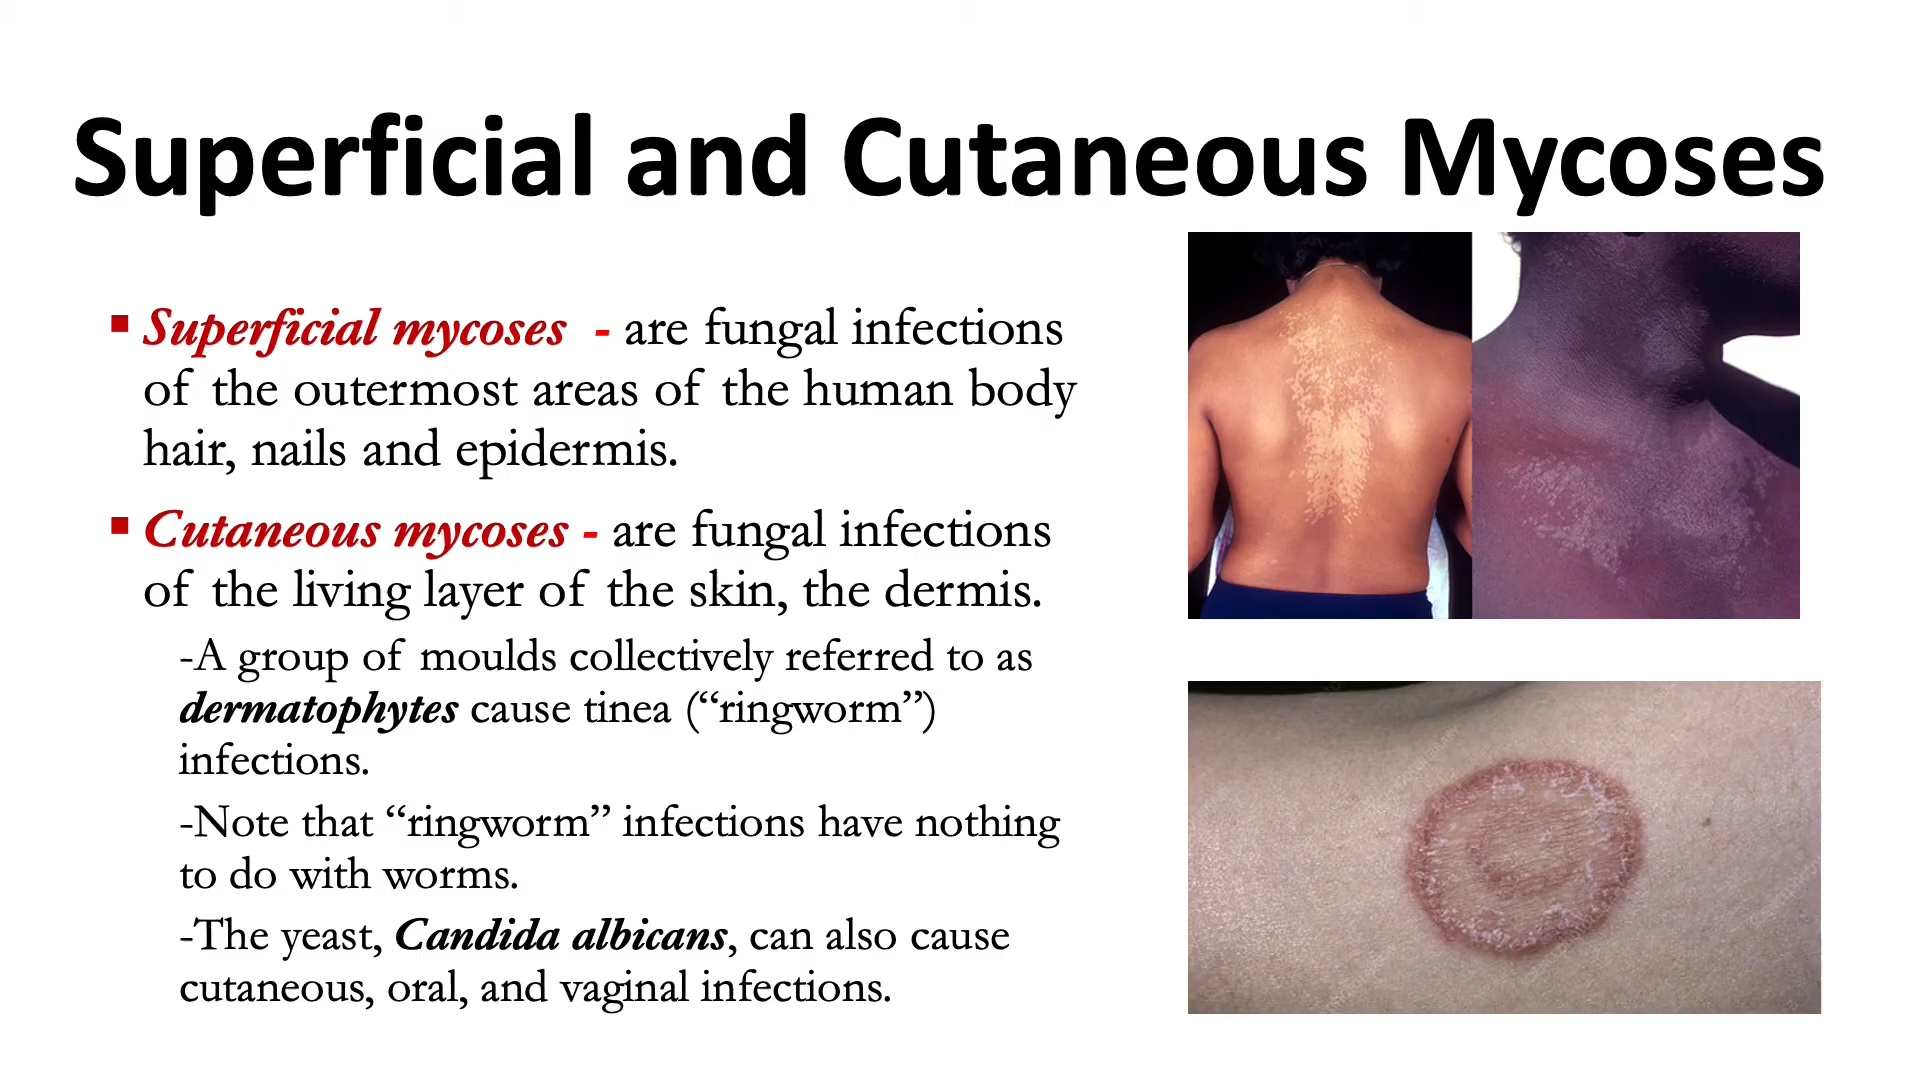 Superficial and Cutaneous Mycoses
▪ Superficial mycoses - are fungal infections
of the outermost areas of the human body
hair, nails and epidermis.
▪ Cutaneous mycoses - are fungal infections
of the living layer of the skin, the dermis.
-A group of moulds collectively referred to as
dermatophytes cause tinea (“ringworm”)
infections.
-Note that “ringworm” infections have nothing
to do with worms.
-The yeast, Candida albicans, can also cause
cutaneous, oral, and vaginal infections.